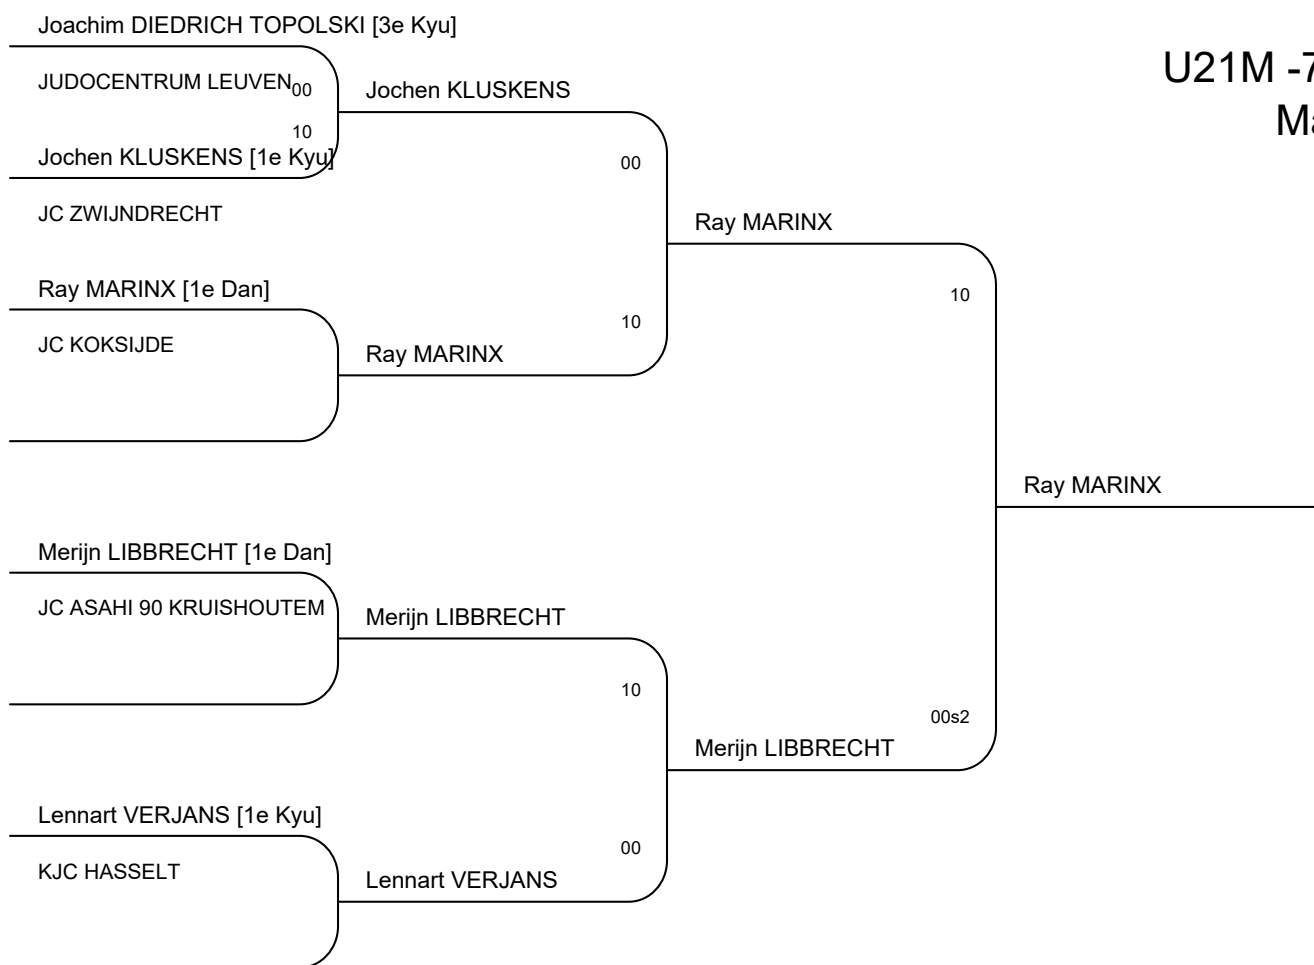 Joachim DIEDRICH TOPOLSKI [3e Kyu]
JUDOCENTRUM LEUVEN
00
10
Jochen KLUSKENS [1e Kyu]
JC ZWIJNDRECHT
Ray MARINX [1e Dan]
JC KOKSIJDE
Merijn LIBBRECHT [1e Dan]
JC ASAHI 90 KRUISHOUTEM
Lennart VERJANS [1e Kyu]
KJC HASSELT
Jochen KLUSKENS
00
10
Ray MARINX
Merijn LIBBRECHT
10
00
Lennart VERJANS
Ray MARINX
10
00s2
Merijn LIBBRECHT
Ray MARINX
U21M -7
Ma